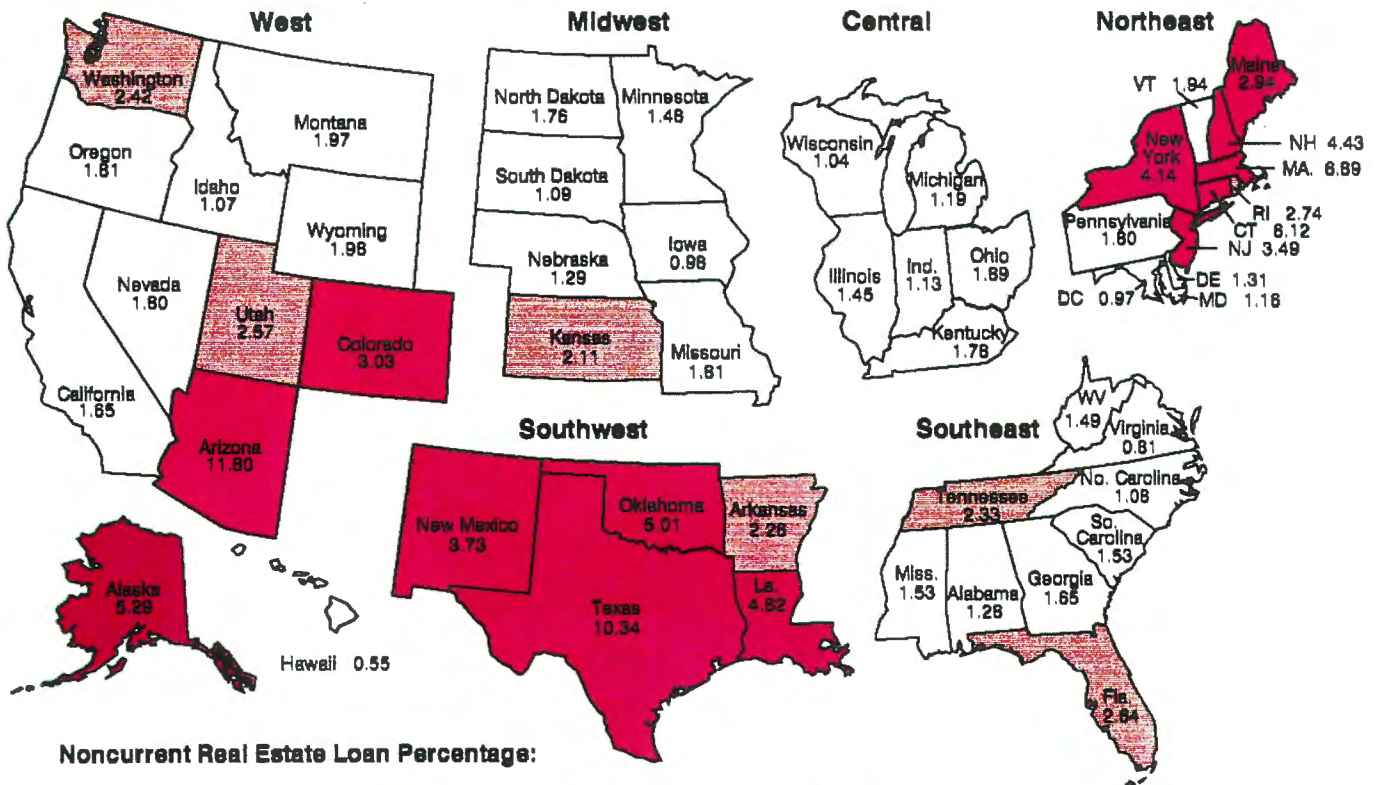 West
Washington
2.42
Montana
1.97
Oregon
1.81
Idaho
1.07
Wyoming
1.98
Nevada
1.80
Utah
2.57
Colorado
3.03
California
1.65
Arizona
11.80
Alaska
5.29
Hawaii 0.55
Midwest
North Dakota
1.76
Minnesota
1.48
South Dakota
1.09
Nebraska
1.29
Iowa
0.96
Kansas
2.11
Missouri
1.81
Central
Wisconsin
1.04
Michigan
1.19
Illinois
1.45
Ind.
1.13
Ohio
1.89
Kentucky
1.78
Northeast
Maine
2.94
VT 1.94
New
York
4.14
NH 4.43
MA. 6.89
RI 2.74
CT 6.12
NJ 3.49
Pennsylvania
1.80
DE 1.31
DC 0.97
MD 1.16
Southwest
New Mexico
3.73
Oklahoma
5.01
Arkansas
2.26
Texas
10.34
La.
4.62
Southeast
WV
1.49
Virginia
0.81
Tennessee
2.33
No. Carolina
1.08
So.
Carolina
1.53
Miss.
1.53
Alabama
1.28
Georgia
1.65
Fla.
2.64
Noncurrent Real Estate Loan Percentage: